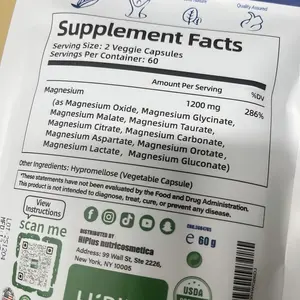 Quality Assured
Supplement Facts
Serving Size: 2 Veggie Capsules
Servings Per Container: 60
Amount Per Serving %DV
Magnesium 1200 mg 286%
(as Magnesium Oxide, Magnesium Glycinate,
Magnesium Malate, Magnesium Taurate,
Magnesium Citrate, Magnesium Carbonate,
Magnesium Aspartate, Magnesium Orotate,
Magnesium Lactate, Magnesium Gluconate)
Other Ingredients: Hypromellose (Vegetable Capsule)
*These statements have not been evaluated by the Food and Drug Administration.
This product is not intended to diagnose, treat, cure, or prevent any disease.
View
Instructions
scan me
DISTRIBUTED BY
HiPlus nutricosmetica
Address: 99 Wall St, Ste 2226,
New York, NY 10005
e 60 g
USDA